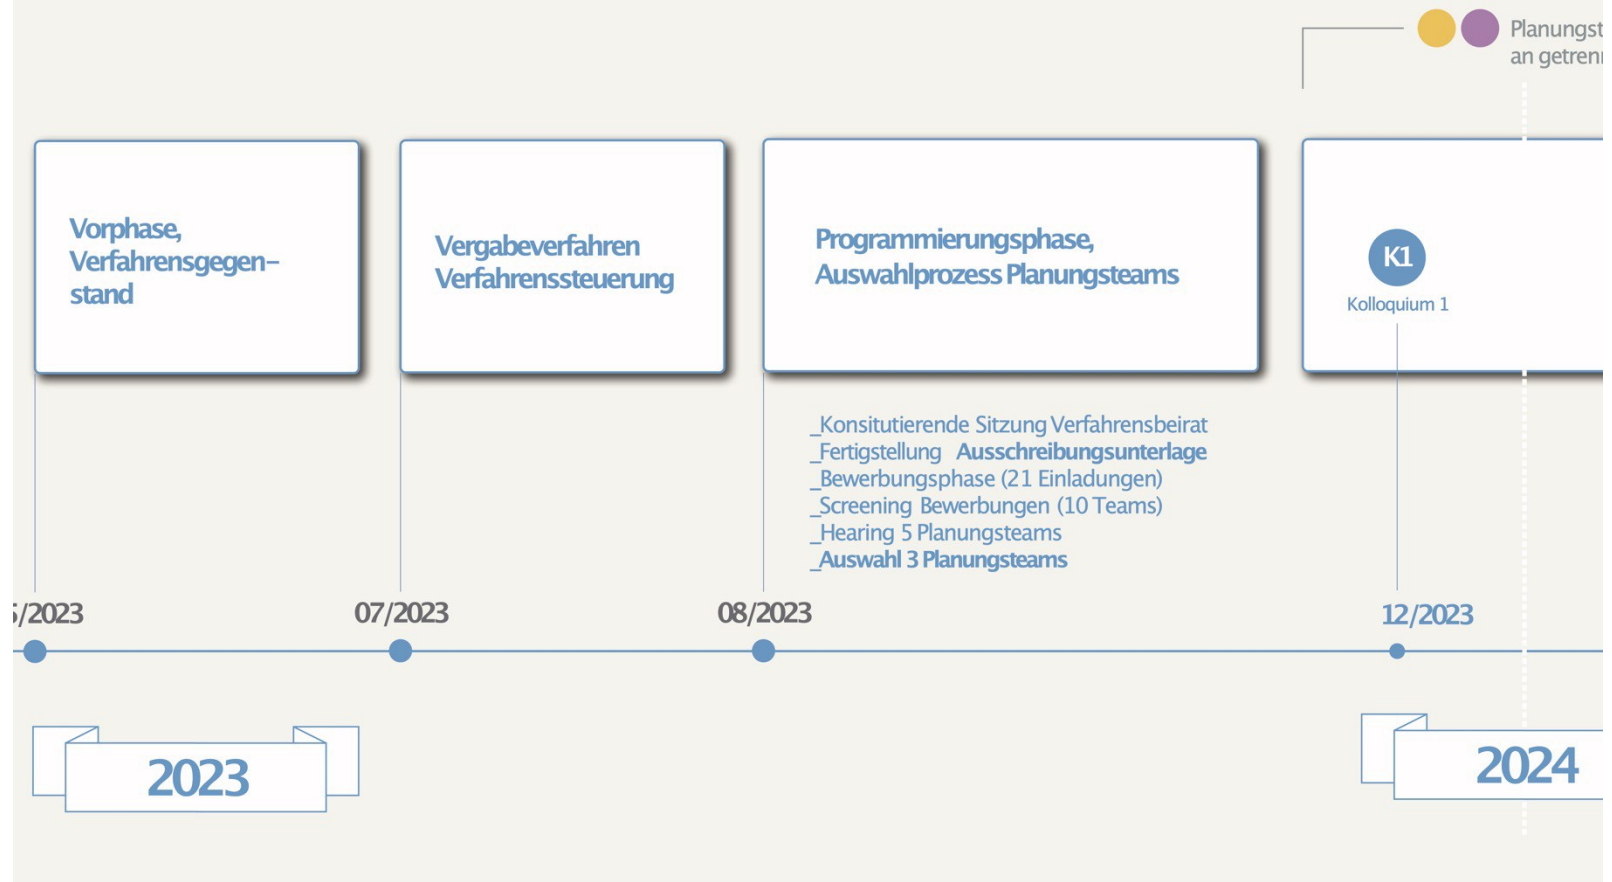 Planungst
an getrenn
Vorphase,
Verfahrensgegen–
stand
Vergabeverfahren
Verfahrenssteuerung
Programmierungsphase,
Auswahlprozess Planungsteams
K1
Kolloquium 1
_Konsitutierende Sitzung Verfahrensbeirat
_Fertigstellung Ausschreibungsunterlage
_Bewerbungsphase (21 Einladungen)
_Screening Bewerbungen (10 Teams)
_Hearing 5 Planungsteams
_Auswahl 3 Planungsteams
/2023
07/2023
08/2023
12/2023
2023
2024